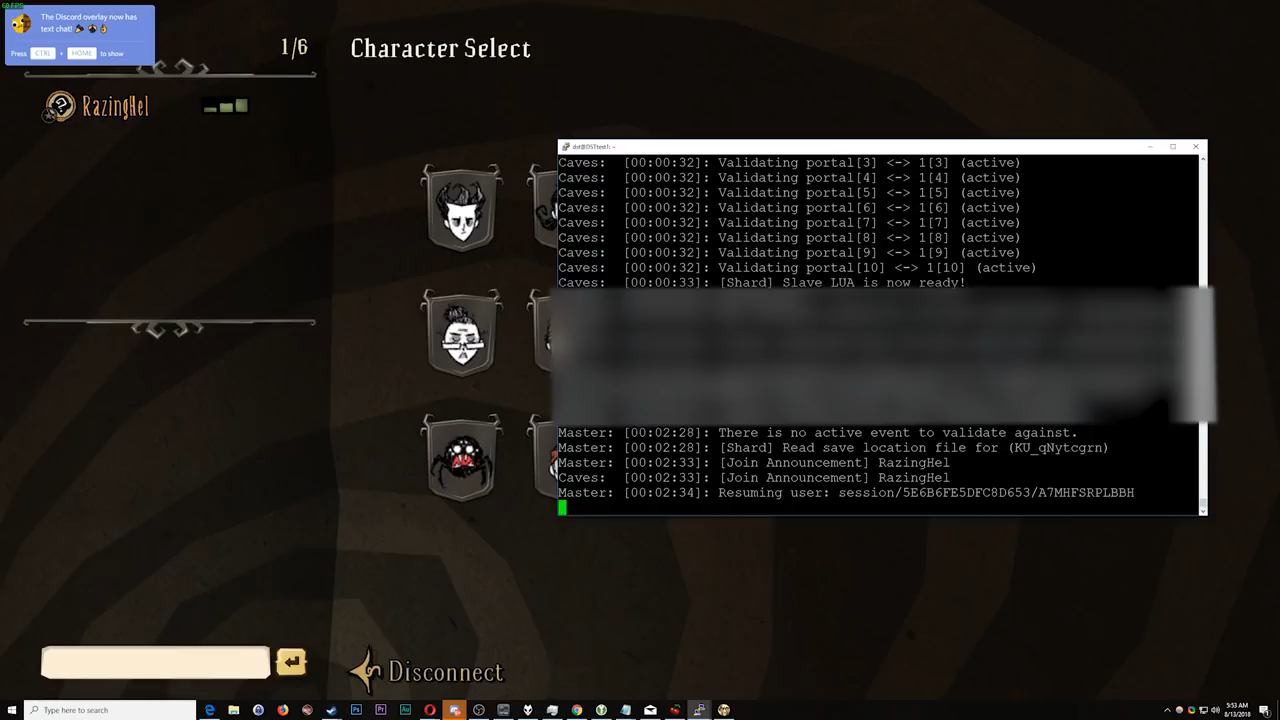 60 FPS
The Discord overlay now has
text chat!
Press CTRL + HOME to show
1/6
Character Select
RazingHel
dst@DSTtest1: ~
Caves: [00:00:32]: Validating portal[3] <-> 1[3] (active)
Caves: [00:00:32]: Validating portal[4] <-> 1[4] (active)
Caves: [00:00:32]: Validating portal[5] <-> 1[5] (active)
Caves: [00:00:32]: Validating portal[6] <-> 1[6] (active)
Caves: [00:00:32]: Validating portal[7] <-> 1[7] (active)
Caves: [00:00:32]: Validating portal[8] <-> 1[8] (active)
Caves: [00:00:32]: Validating portal[9] <-> 1[9] (active)
Caves: [00:00:32]: Validating portal[10] <-> 1[10] (active)
Caves: [00:00:33]: [Shard] Slave LUA is now ready!
Master: [00:02:28]: There is no active event to validate against.
Master: [00:02:28]: [Shard] Read save location file for (KU_qNytcgrn)
Master: [00:02:33]: [Join Announcement] RazingHel
Caves: [00:02:33]: [Join Announcement] RazingHel
Master: [00:02:34]: Resuming user: session/5E6B6FE5DFC8D653/A7MHFSRPLBBH
Disconnect
Type here to search
5:53 AM
8/13/2018